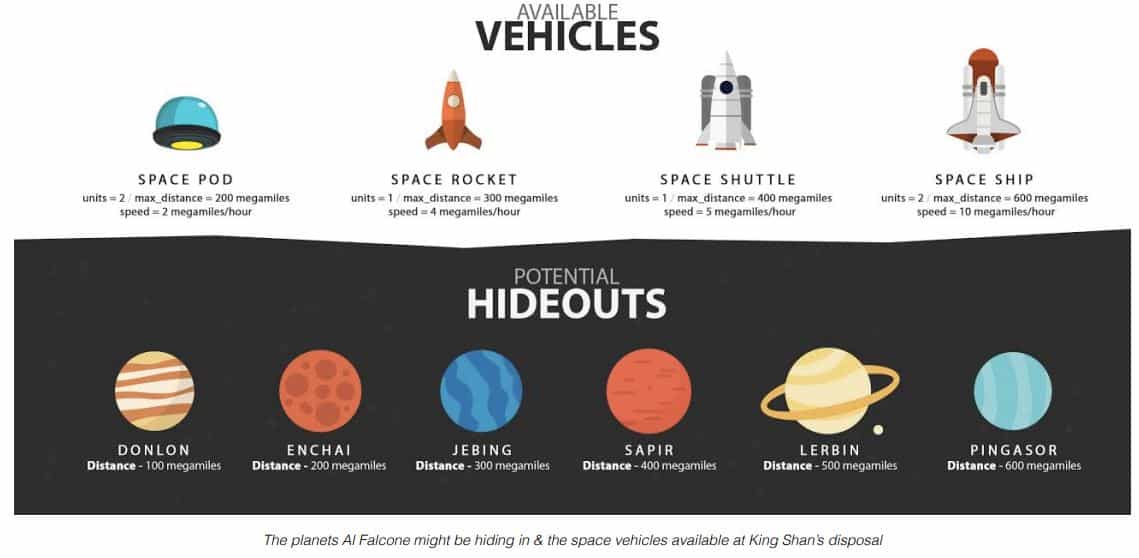 AVAILABLE
VEHICLES
SPACE POD
units = 2 / max_distance = 200 megamiles
speed = 2 megamiles/hour
SPACE ROCKET
units = 1 / max_distance = 300 megamiles
speed = 4 megamiles/hour
SPACE SHUTTLE
units = 1 / max_distance = 400 megamiles
speed = 5 megamiles/hour
SPACE SHIP
units = 2 / max_distance = 600 megamiles
speed = 10 megamiles/hour
POTENTIAL
HIDEOUTS
DONLON
Distance - 100 megamiles
ENCHAI
Distance - 200 megamiles
JEBING
Distance - 300 megamiles
SAPIR
Distance - 400 megamiles
LERBIN
Distance - 500 megamiles
PINGASOR
Distance - 600 megamiles
The planets Al Falcone might be hiding in & the space vehicles available at King Shan's disposal